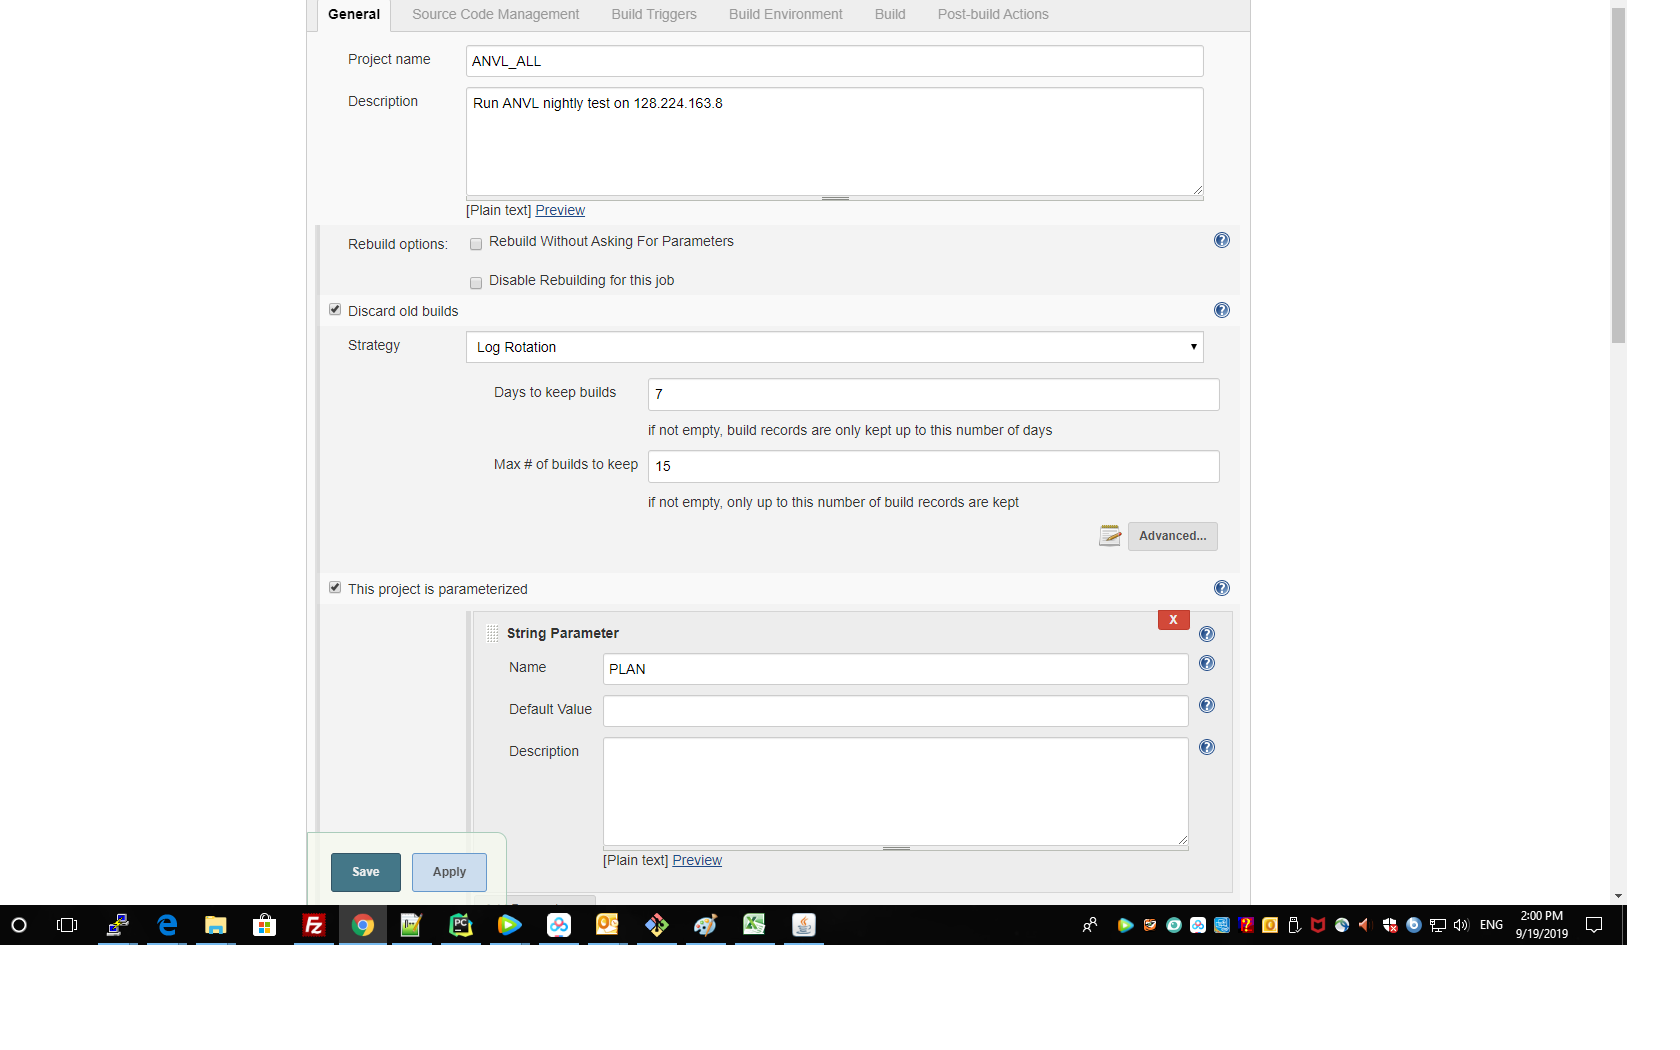 General Source Code Management Build Triggers Build Environment Build Post-build Actions
Project name ANVL_ALL
Description Run ANVL nightly test on 128.224.163.8
[Plain text] Preview
Rebuild options: Rebuild Without Asking For Parameters
Disable Rebuilding for this job
Discard old builds
Strategy Log Rotation
Days to keep builds 7
if not empty, build records are only kept up to this number of days
Max # of builds to keep 15
if not empty, only up to this number of build records are kept
Advanced...
This project is parameterized
X
String Parameter
Name PLAN
Default Value
Description
[Plain text] Preview
Save Apply
ENG 2:00 PM
9/19/2019